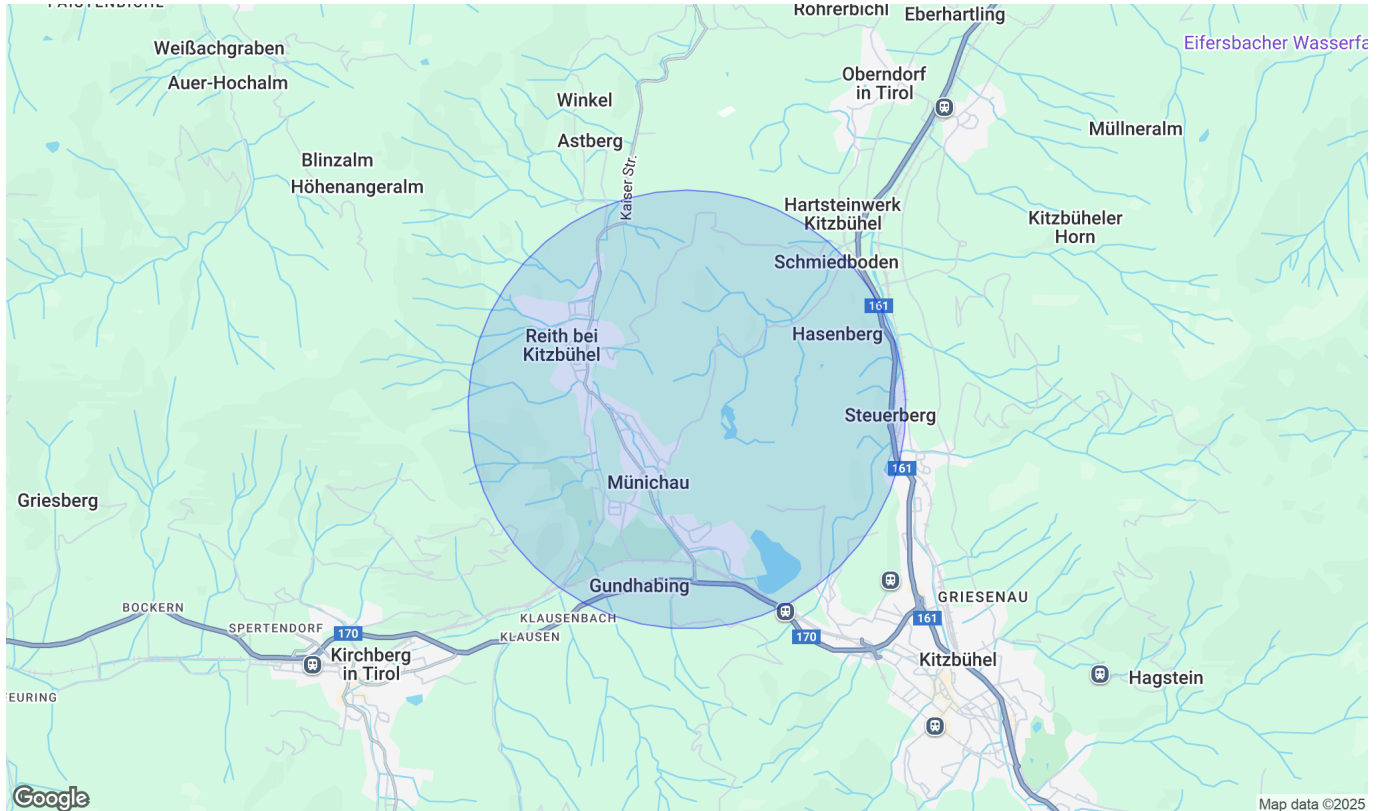 Rohrerbichl
Eberhartling
Weißachgraben
Auer-Hochalm
Eifersbacher Wasserfa
Oberndorf
in Tirol
Winkel
Astberg
Müllneralm
Blinzalm
Höhenangeralm
Kaiser Str.
Hartsteinwerk
Kitzbühel
Kitzbüheler
Horn
Schmiedboden
161
Reith bei
Kitzbühel
Hasenberg
Steuerberg
161
Münichau
Griesberg
Gundhabing
GRIESENAU
BOCKERN
KLAUSENBACH
161
SPERTENDORF
170
KLAUSEN
170
Kirchberg
in Tirol
Kitzbühel
Hagstein
EURING
Google
Map data ©2025